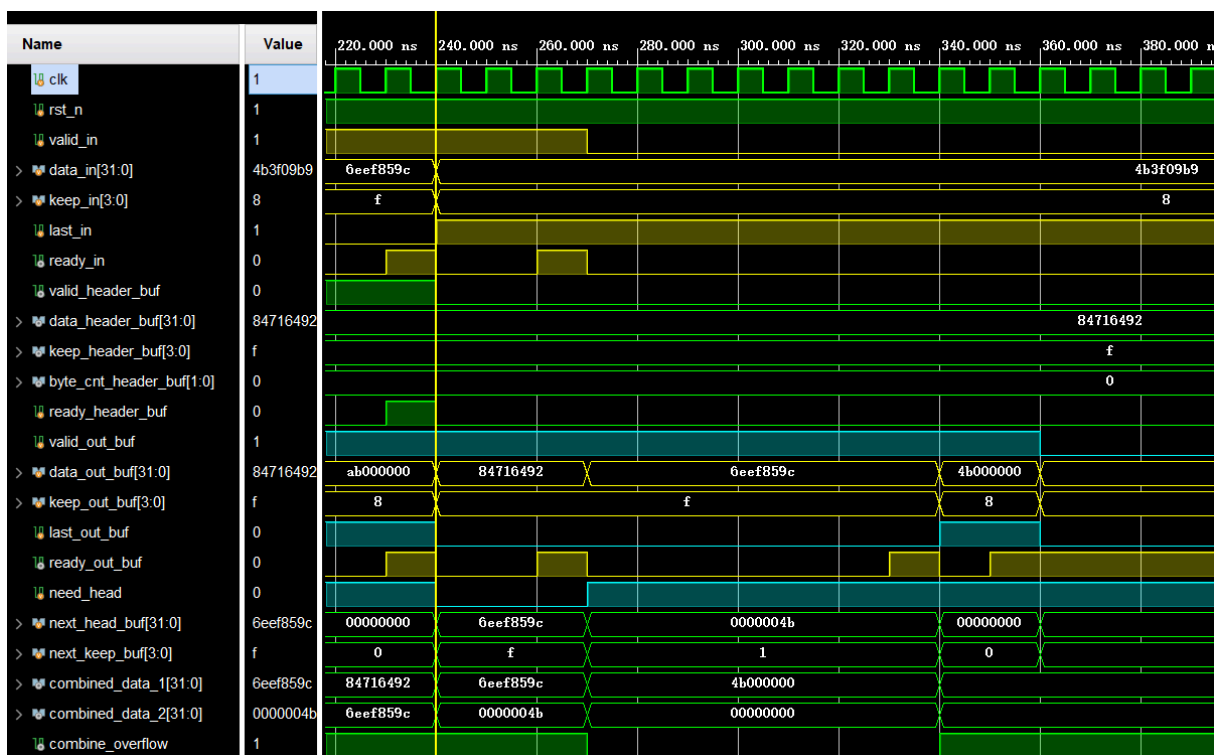 Name Value 220.000 ns 240.000 ns 260.000 ns 280.000 ns 300.000 ns 320.000 ns 340.000 ns 360.000 ns 380.000 n
clk 1
rst_n 1
valid_in 1
data_in[31:0] 4b3f09b9 6eef859c 4b3f09b9
keep_in[3:0] 8 f 8
last_in 1
ready_in 0
valid_header_buf 0
data_header_buf[31:0] 84716492 84716492
keep_header_buf[3:0] f f
byte_cnt_header_buf[1:0] 0 0
ready_header_buf 0
valid_out_buf 1
data_out_buf[31:0] 84716492 ab000000 84716492 6eef859c 4b000000
keep_out_buf[3:0] f 8 f 8
last_out_buf 0
ready_out_buf 0
need_head 0
next_head_buf[31:0] 6eef859c 00000000 6eef859c 0000004b 00000000
next_keep_buf[3:0] f 0 f 1 0
combined_data_1[31:0] 6eef859c 84716492 6eef859c 4b000000
combined_data_2[31:0] 0000004b 6eef859c 0000004b 00000000
combine_overflow 1